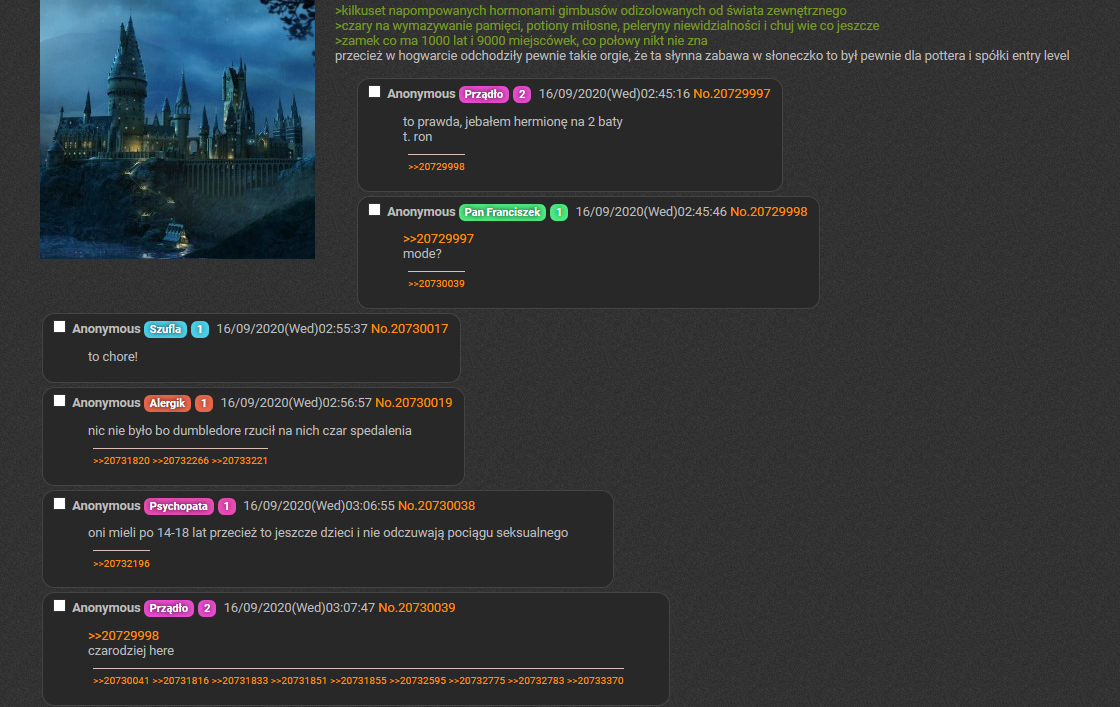 >kilkuset napompowanych hormonami gimbusów odizolowanych od świata zewnętrznego
>czary na wymazywanie pamięci, potiony miłosne, peleryny niewidzialności i chuj wie co jeszcze
>zamek co ma 1000 lat i 9000 miejscówek, co połowy nikt nie zna
przecież w hogwarcie odchodziły pewnie takie orgie, że ta słynna zabawa w słoneczko to był pewnie dla pottera i spółki entry level
Anonymous Prządło 2 16/09/2020(Wed)02:45:16 No.20729997
to prawda, jebałem hermionę na 2 baty
t. ron
>>20729998
Anonymous Pan Franciszek 1 16/09/2020(Wed)02:45:46 No.20729998
>>20729997
mode?
>>20730039
Anonymous Szufla 1 16/09/2020(Wed)02:55:37 No.20730017
to chore!
Anonymous Alergik 1 16/09/2020(Wed)02:56:57 No.20730019
nic nie było bo dumbledore rzucił na nich czar spedalenia
>>20731820 >>20732266 >>20733221
Anonymous Psychopata 1 16/09/2020(Wed)03:06:55 No.20730038
oni mieli po 14-18 lat przecież to jeszcze dzieci i nie odczuwają pociągu seksualnego
>>20732196
Anonymous Prządło 2 16/09/2020(Wed)03:07:47 No.20730039
>>20729998
czarodziej here
>>20730041 >>20731816 >>20731833 >>20731851 >>20731855 >>20732595 >>20732775 >>20732783 >>20733370